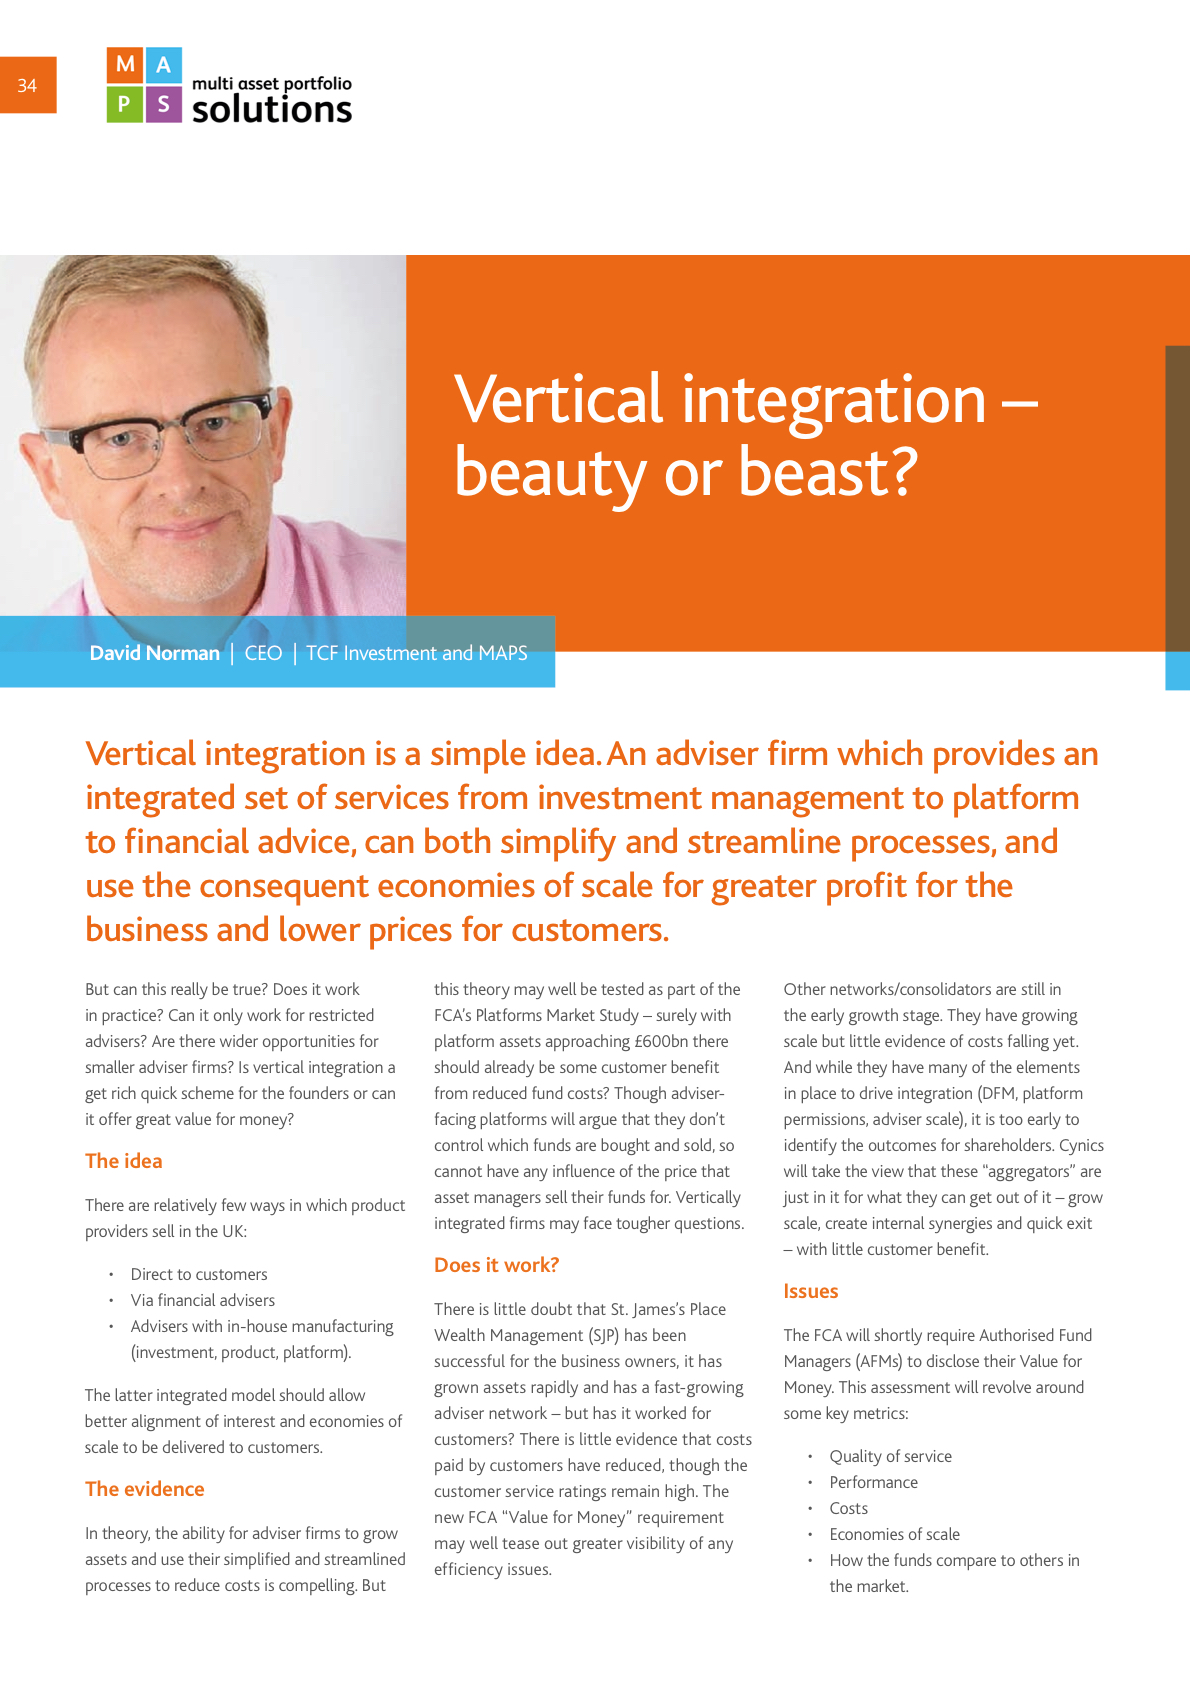 34
M A
P S
multi asset portfolio
solutions
Vertical integration –
beauty or beast?
David Norman | CEO | TCF Investment and MAPS
Vertical integration is a simple idea. An adviser firm which provides an
integrated set of services from investment management to platform
to financial advice, can both simplify and streamline processes, and
use the consequent economies of scale for greater profit for the
business and lower prices for customers.
But can this really be true? Does it work
in practice? Can it only work for restricted
advisers? Are there wider opportunities for
smaller adviser firms? Is vertical integration a
get rich quick scheme for the founders or can
it offer great value for money?
The idea
There are relatively few ways in which product
providers sell in the UK:
• Direct to customers
• Via financial advisers
• Advisers with in-house manufacturing
(investment, product, platform).
The latter integrated model should allow
better alignment of interest and economies of
scale to be delivered to customers.
The evidence
In theory, the ability for adviser firms to grow
assets and use their simplified and streamlined
processes to reduce costs is compelling. But
this theory may well be tested as part of the
FCA's Platforms Market Study – surely with
platform assets approaching £600bn there
should already be some customer benefit
from reduced fund costs? Though adviser-
facing platforms will argue that they don't
control which funds are bought and sold, so
cannot have any influence of the price that
asset managers sell their funds for. Vertically
integrated firms may face tougher questions.
Does it work?
There is little doubt that St. James's Place
Wealth Management (SJP) has been
successful for the business owners, it has
grown assets rapidly and has a fast-growing
adviser network – but has it worked for
customers? There is little evidence that costs
paid by customers have reduced, though the
customer service ratings remain high. The
new FCA "Value for Money" requirement
may well tease out greater visibility of any
efficiency issues.
Other networks/consolidators are still in
the early growth stage. They have growing
scale but little evidence of costs falling yet.
And while they have many of the elements
in place to drive integration (DFM, platform
permissions, adviser scale), it is too early to
identify the outcomes for shareholders. Cynics
will take the view that these "aggregators" are
just in it for what they can get out of it – grow
scale, create internal synergies and quick exit
– with little customer benefit.
Issues
The FCA will shortly require Authorised Fund
Managers (AFMs) to disclose their Value for
Money. This assessment will revolve around
some key metrics:
• Quality of service
• Performance
• Costs
• Economies of scale
• How the funds compare to others in
the market.